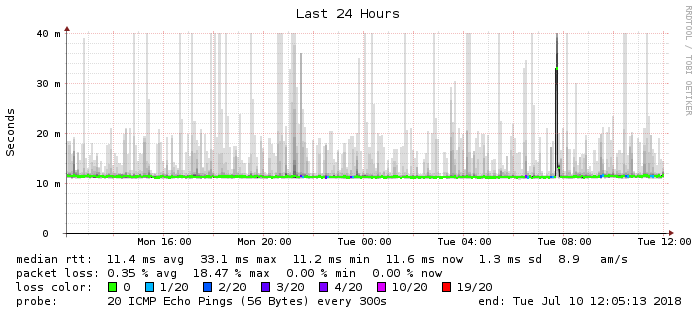 Last 24 Hours
RRDTOOL / TOBI OETIKER
Seconds
40 m
30 m
20 m
10 m
0
Mon 16:00 Mon 20:00 Tue 00:00 Tue 04:00 Tue 08:00 Tue 12:00
median rtt: 11.4 ms avg 33.1 ms max 11.2 ms min 11.6 ms now 1.3 ms sd 8.9 am/s
packet loss: 0.35 % avg 18.47 % max 0.00 % min 0.00 % now
loss color: 0 1/20 2/20 3/20 4/20 10/20 19/20
probe: 20 ICMP Echo Pings (56 Bytes) every 300s end: Tue Jul 10 12:05:13 2018